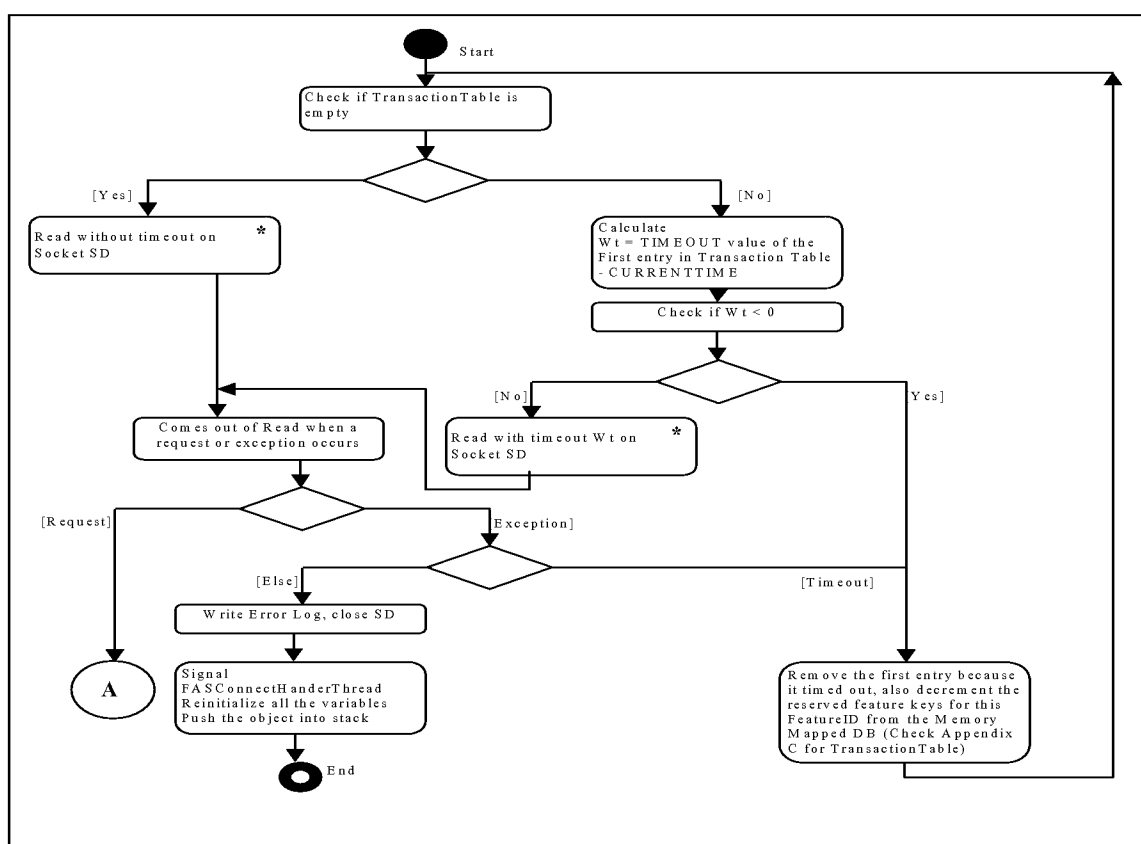 Start
Check if TransactionTable is
empty
[Yes]
[No]
Read without timeout on *
Socket SD
Calculate
Wt = TIMEOUT value of the
First entry in Transaction Table
- CURRENTTIME
Check if Wt < 0
[No]
[Yes]
Comes out of Read when a
request or exception occurs
Read with timeout Wt on *
Socket SD
[Request]
Exception]
[Else]
[Timeout]
Write Error Log, close SD
A
Signal
FASConnectHanderThread
Reinitialize all the variables
Push the object into stack
Remove the first entry because
it timed out, also decrement the
reserved feature keys for this
FeatureID from the Memory
Mapped DB (Check Appendix
C for TransactionTable)
End